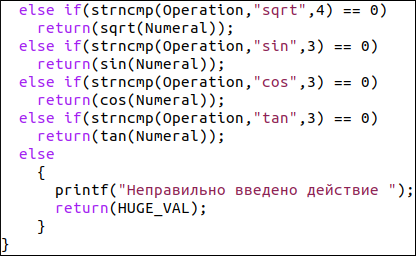 else if(strncmp(Operation,"sqrt",4) == 0)
return(sqrt(Numeral));
else if(strncmp(Operation,"sin",3) == 0)
return(sin(Numeral));
else if(strncmp(Operation,"cos",3) == 0)
return(cos(Numeral));
else if(strncmp(Operation,"tan",3) == 0)
return(tan(Numeral));
else
{
printf("Неправильно введено действие ");
return(HUGE_VAL);
}
}